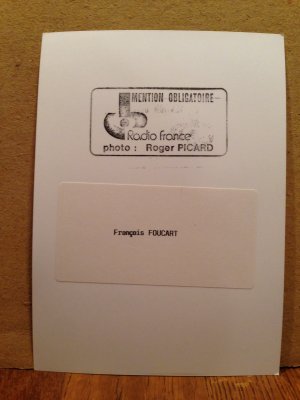 MENTION OBLIGATOIRE
Radio France
photo : Roger PICARD
François FOUCART